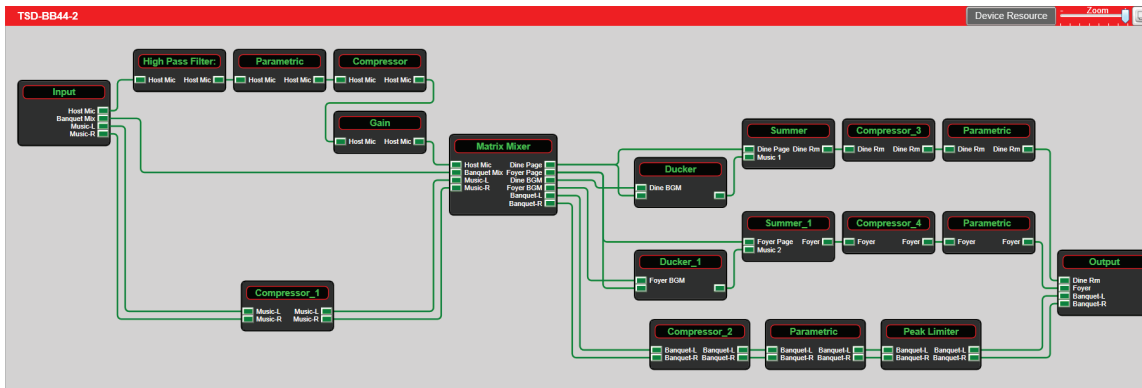 TSD-BB44-2
Device Resource
- Zoom
High Pass Filter:
Host Mic Host Mic
Parametric
Host Mic Host Mic
Compressor
Host Mic Host Mic
Input
Host Mic
Banquet Mix
Music-L
Music-R
Gain
Host Mic Host Mic
Matrix Mixer
Host Mic Dine Page
Banquet Mix Foyer Page
Music-L Dine BGM
Music-R Foyer BGM
Banquet-L
Banquet-R
Compressor_1
Music-L Music-L
Music-R Music-R
Summer
Dine Page Dine Rm
Music 1
Compressor_3
Dine Rm Dine Rm
Parametric
Dine Rm Dine Rm
Ducker
Dine BGM
Summer_1
Foyer Page Foyer
Music 2
Compressor_4
Foyer Foyer
Parametric
Foyer Foyer
Ducker_1
Foyer BGM
Output
Dine Rm
Foyer
Banquet-L
Banquet-R
Compressor_2
Banquet-L Banquet-L
Banquet-R Banquet-R
Parametric
Banquet-L Banquet-L
Banquet-R Banquet-R
Peak Limiter
Banquet-L Banquet-L
Banquet-R Banquet-R